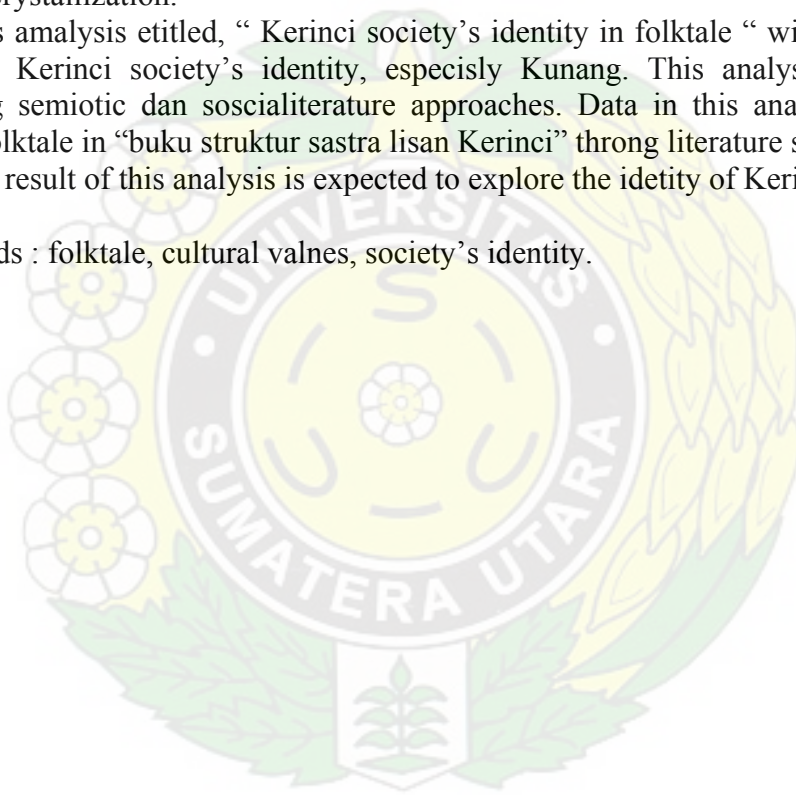 rystallization.
s amalysis etitled, “ Kerinci society’s identity in folktale “ wi
Kerinci society’s identity, especisly Kunang. This analys
g semiotic dan soscialiterature approaches. Data in this ana
olktale in “buku struktur sastra lisan Kerinci” throng literature s
result of this analysis is expected to explore the idetity of Keri
ds : folktale, cultural valnes, society’s identity.
UNIVERSITAS
SUMATERA UTARA